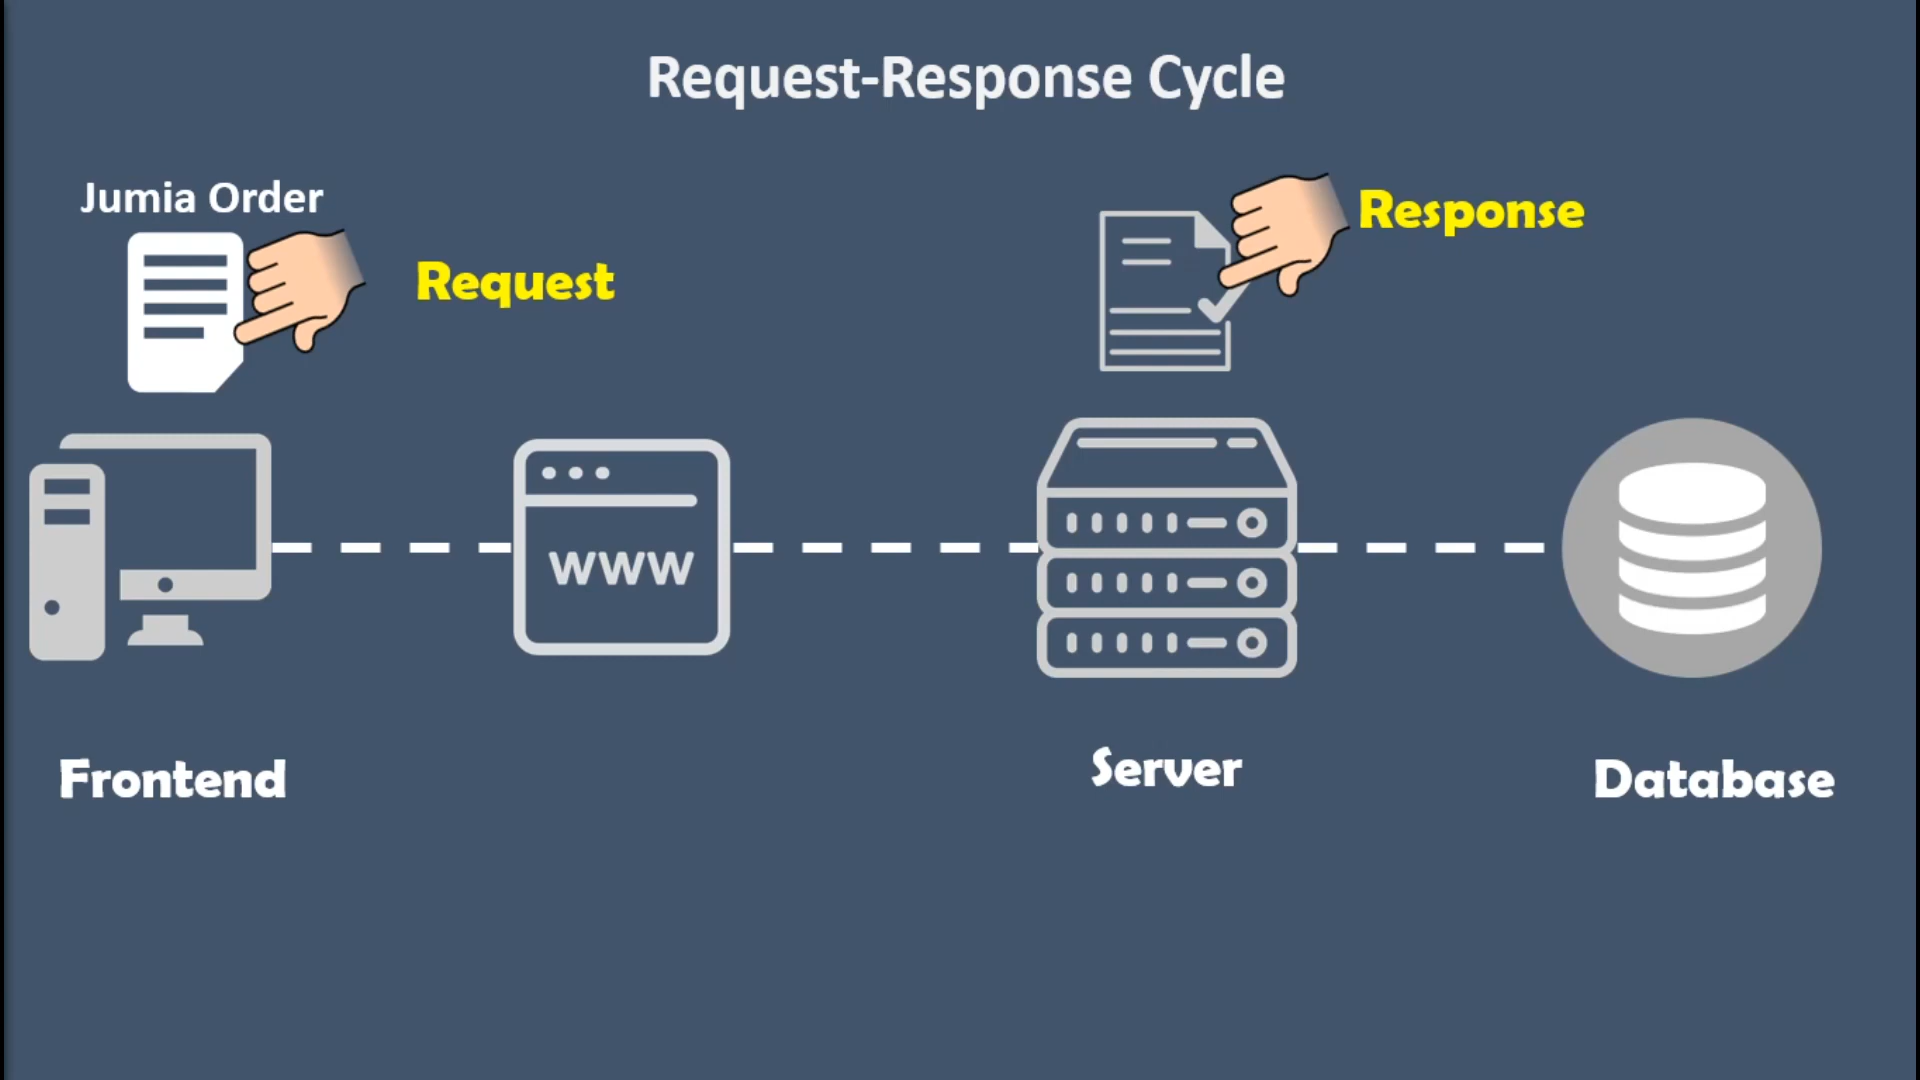 Request-Response Cycle
Jumia Order
Request
Response
www
Frontend
Server
Database